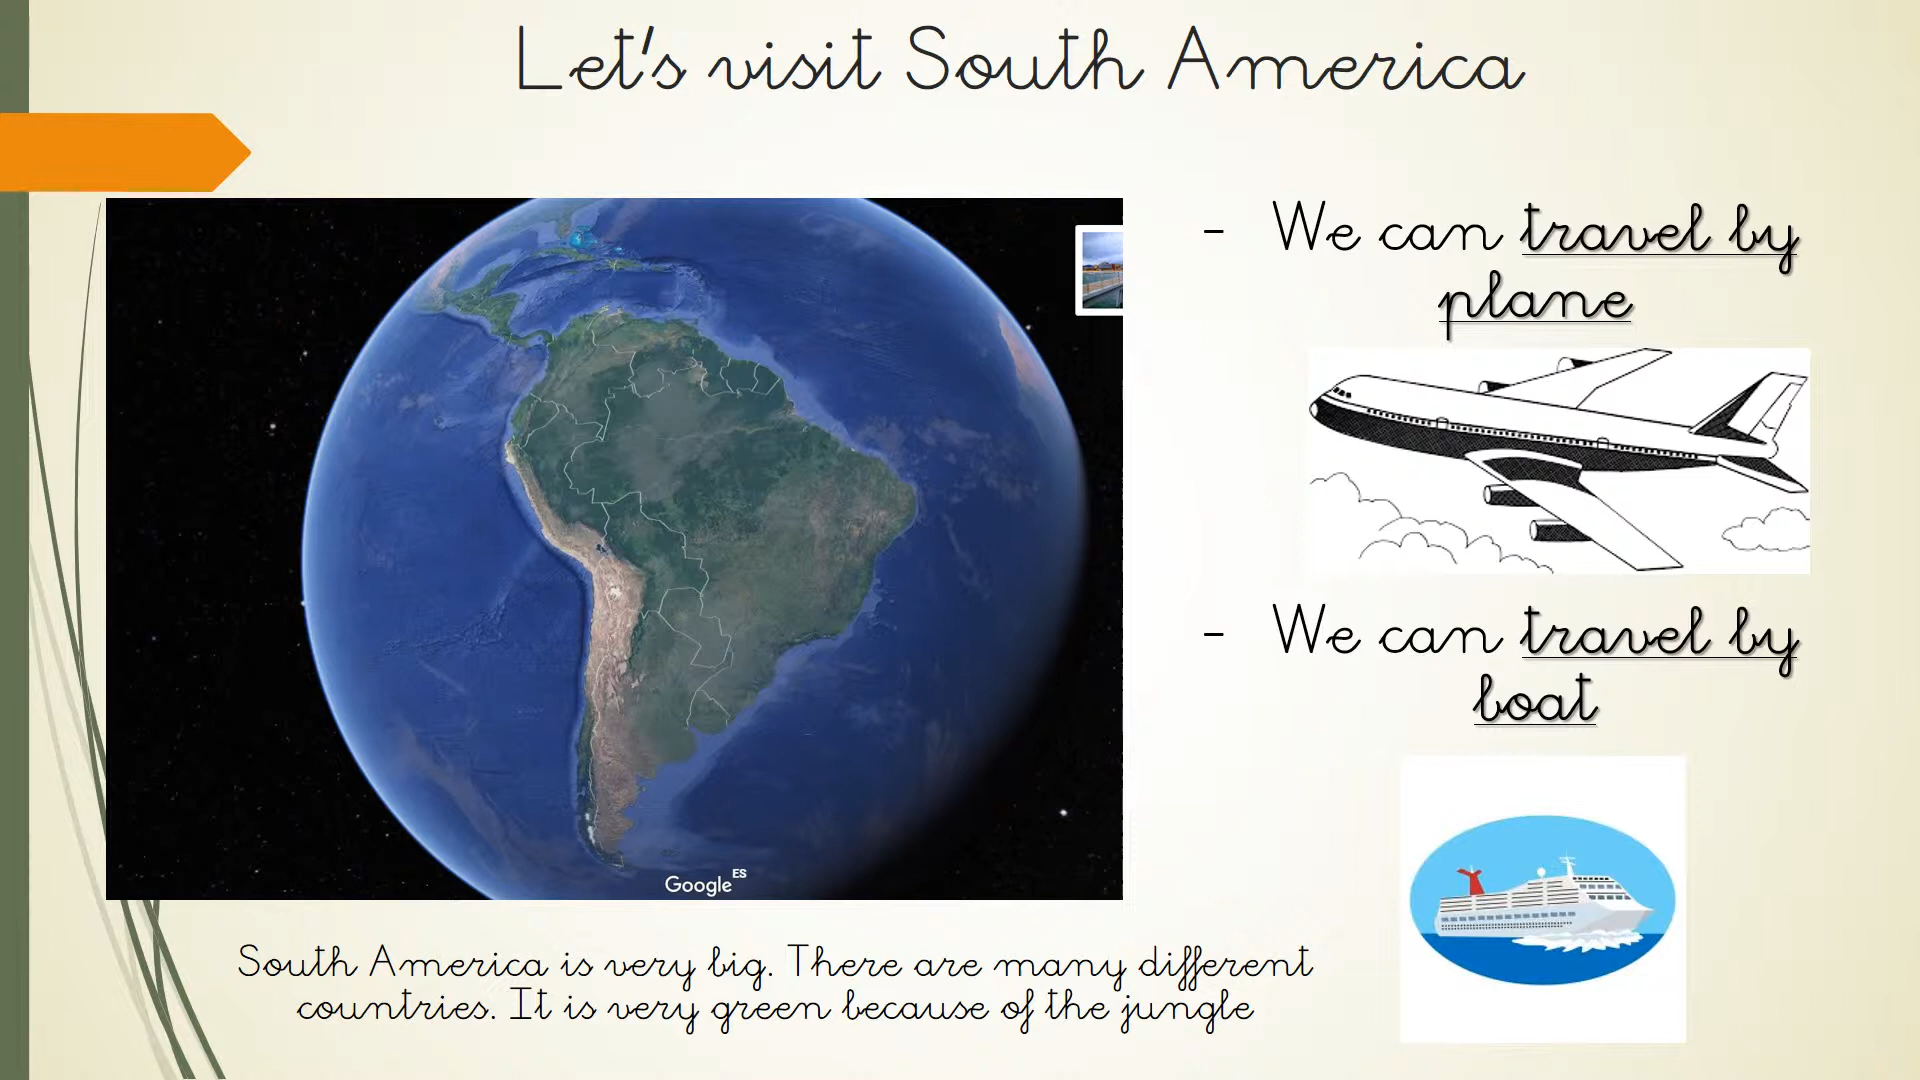 Let's visit South America
- We can travel by
plane
- We can travel by
boat
Google ES
South America is very big. There are many different
countries. It is very green because of the jungle